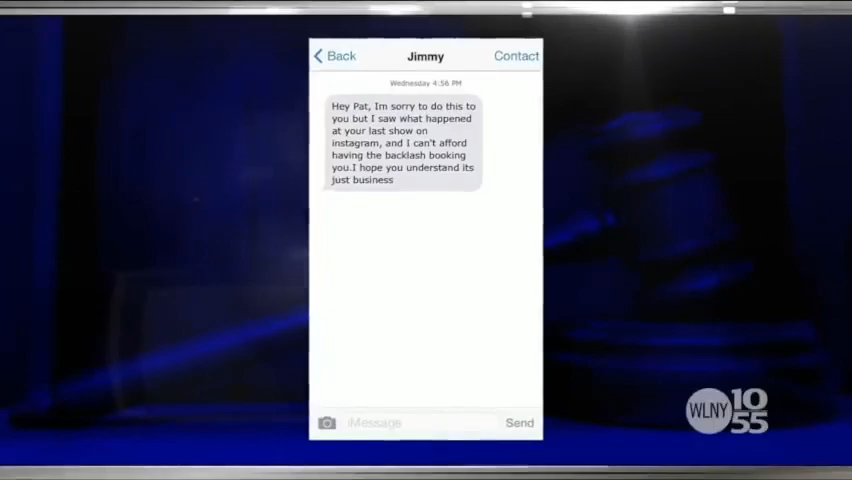 Back Jimmy Contact
Wednesday 4:56 PM
Hey Pat, Im sorry to do this to
you but I saw what happened
at your last show on
instagram, and I can't afford
having the backlash booking
you.I hope you understand its
just business
iMessage Send
WLNY 10
55